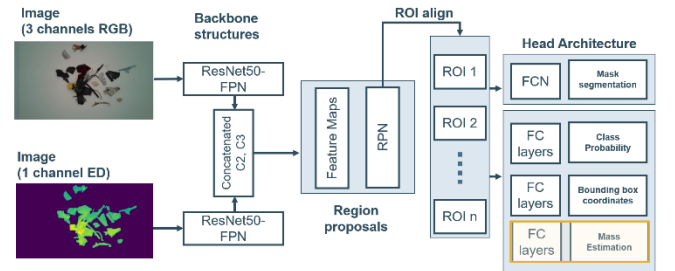 Image
(3 channels RGB)
Backbone
structures
ResNet50-
FPN
Concatenated
C2, C3
Image
(1 channel ED)
ResNet50-
FPN
Feature Maps
RPN
Region
proposals
ROI align
ROI 1
ROI 2
ROI n
Head Architecture
FCN
Mask
segmentation
FC
layers
Class
Probability
FC
layers
Bounding box
coordinates
FC
layers
Mass
Estimation